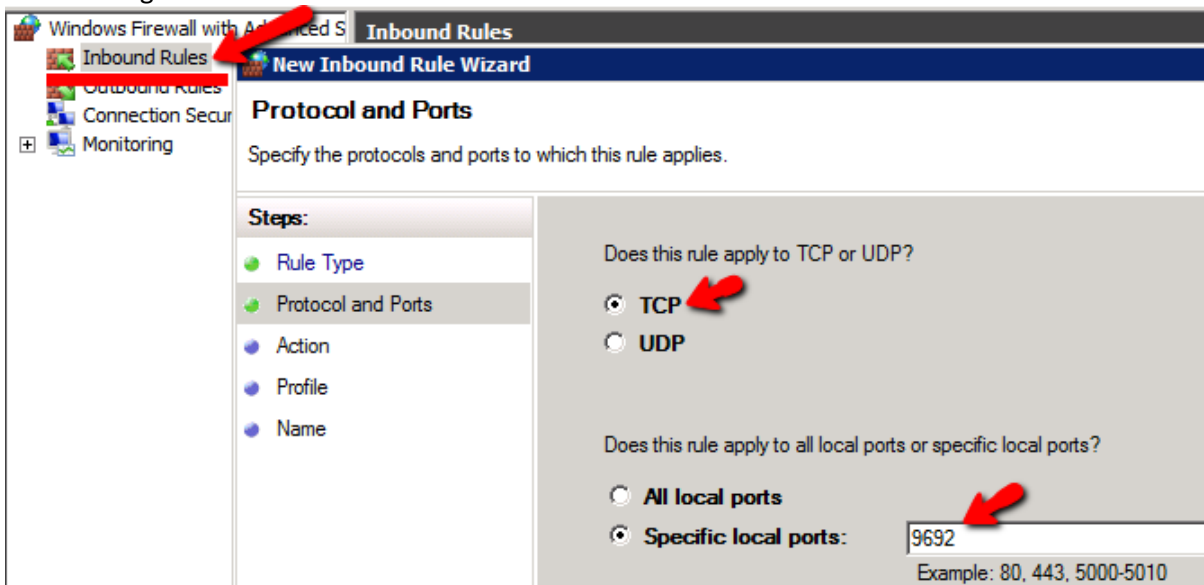 Windows Firewall with Advanced S
Inbound Rules
Outbound Rules
Connection Secur
Monitoring
Inbound Rules
New Inbound Rule Wizard
Protocol and Ports
Specify the protocols and ports to which this rule applies.
Steps:
Rule Type
Protocol and Ports
Action
Profile
Name
Does this rule apply to TCP or UDP?
TCP
UDP
Does this rule apply to all local ports or specific local ports?
All local ports
Specific local ports: 9692
Example: 80, 443, 5000-5010